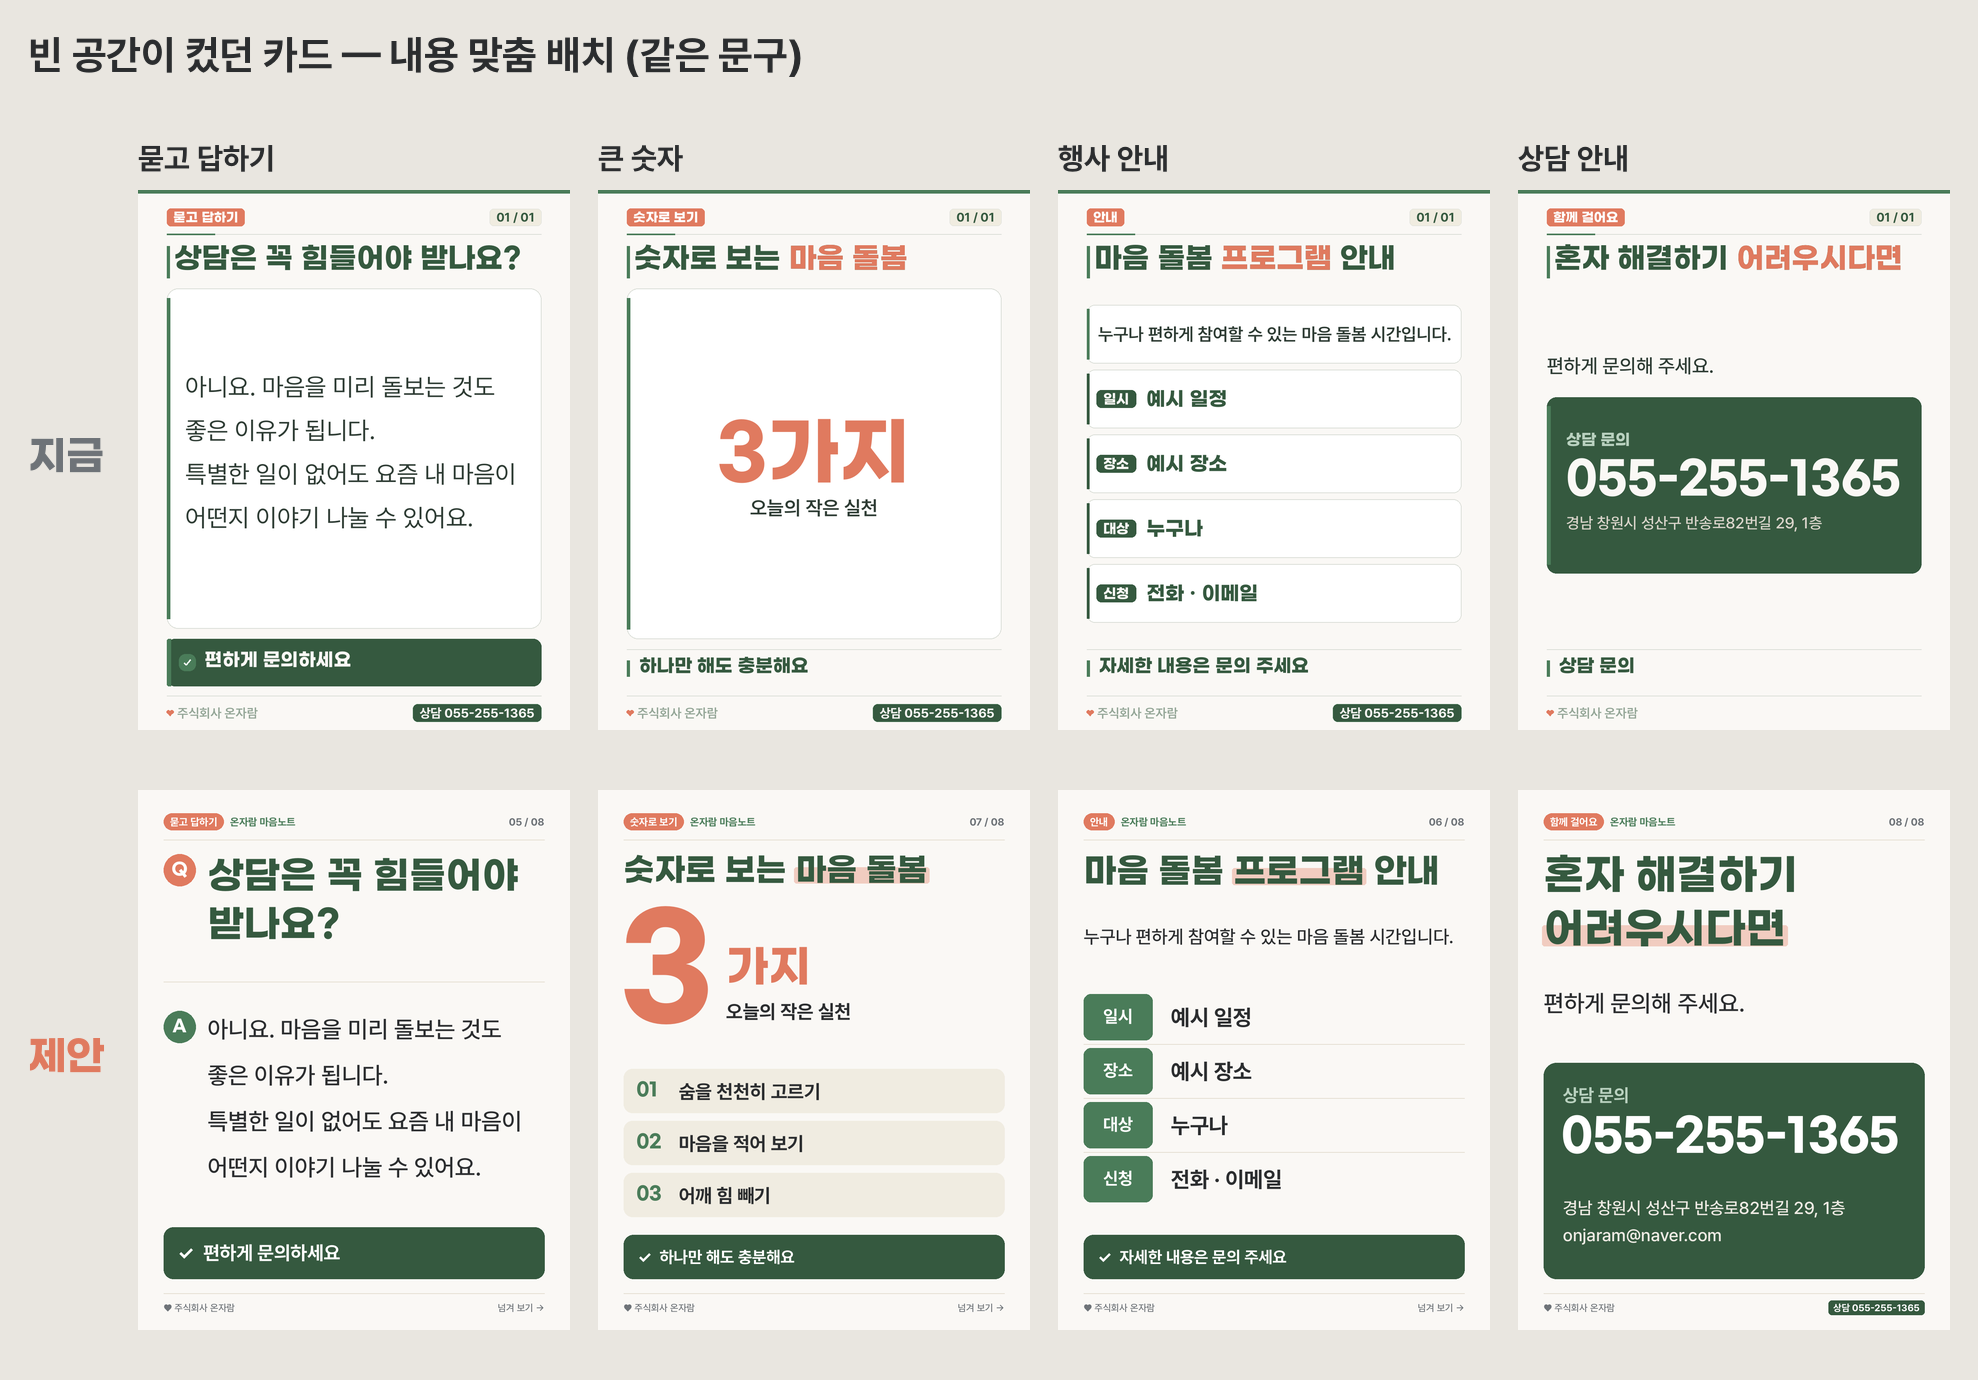 빈 공간이 컸던 카드 — 내용 맞춤 배치 (같은 문구)
묻고 답하기
큰 숫자
행사 안내
상담 안내
지금
묻고 답하기
01 / 01
상담은 꼭 힘들어야 받나요?
아니요. 마음을 미리 돌보는 것도
좋은 이유가 됩니다.
특별한 일이 없어도 요즘 내 마음이
어떤지 이야기 나눌 수 있어요.
편하게 문의하세요
주식회사 온자람
상담 055-255-1365
숫자로 보기
01 / 01
숫자로 보는 마음 돌봄
3가지
오늘의 작은 실천
하나만 해도 충분해요
주식회사 온자람
상담 055-255-1365
안내
01 / 01
마음 돌봄 프로그램 안내
누구나 편하게 참여할 수 있는 마음 돌봄 시간입니다.
일시 예시 일정
장소 예시 장소
대상 누구나
신청 전화 · 이메일
자세한 내용은 문의 주세요
주식회사 온자람
상담 055-255-1365
함께 걸어요
01 / 01
혼자 해결하기 어려우시다면
편하게 문의해 주세요.
상담 문의
055-255-1365
경남 창원시 성산구 반송로82번길 29, 1층
상담 문의
주식회사 온자람
제안
묻고 답하기 온자람 마음노트
05 / 08
Q 상담은 꼭 힘들어야
받나요?
A 아니요. 마음을 미리 돌보는 것도
좋은 이유가 됩니다.
특별한 일이 없어도 요즘 내 마음이
어떤지 이야기 나눌 수 있어요.
편하게 문의하세요
주식회사 온자람
넘겨 보기 →
숫자로 보기 온자람 마음노트
07 / 08
숫자로 보는 마음 돌봄
3 가지
오늘의 작은 실천
01 숨을 천천히 고르기
02 마음을 적어 보기
03 어깨 힘 빼기
하나만 해도 충분해요
주식회사 온자람
넘겨 보기 →
안내 온자람 마음노트
06 / 08
마음 돌봄 프로그램 안내
누구나 편하게 참여할 수 있는 마음 돌봄 시간입니다.
일시 예시 일정
장소 예시 장소
대상 누구나
신청 전화 · 이메일
자세한 내용은 문의 주세요
주식회사 온자람
넘겨 보기 →
함께 걸어요 온자람 마음노트
08 / 08
혼자 해결하기
어려우시다면
편하게 문의해 주세요.
상담 문의
055-255-1365
경남 창원시 성산구 반송로82번길 29, 1층
onjaram@naver.com
주식회사 온자람
상담 055-255-1365